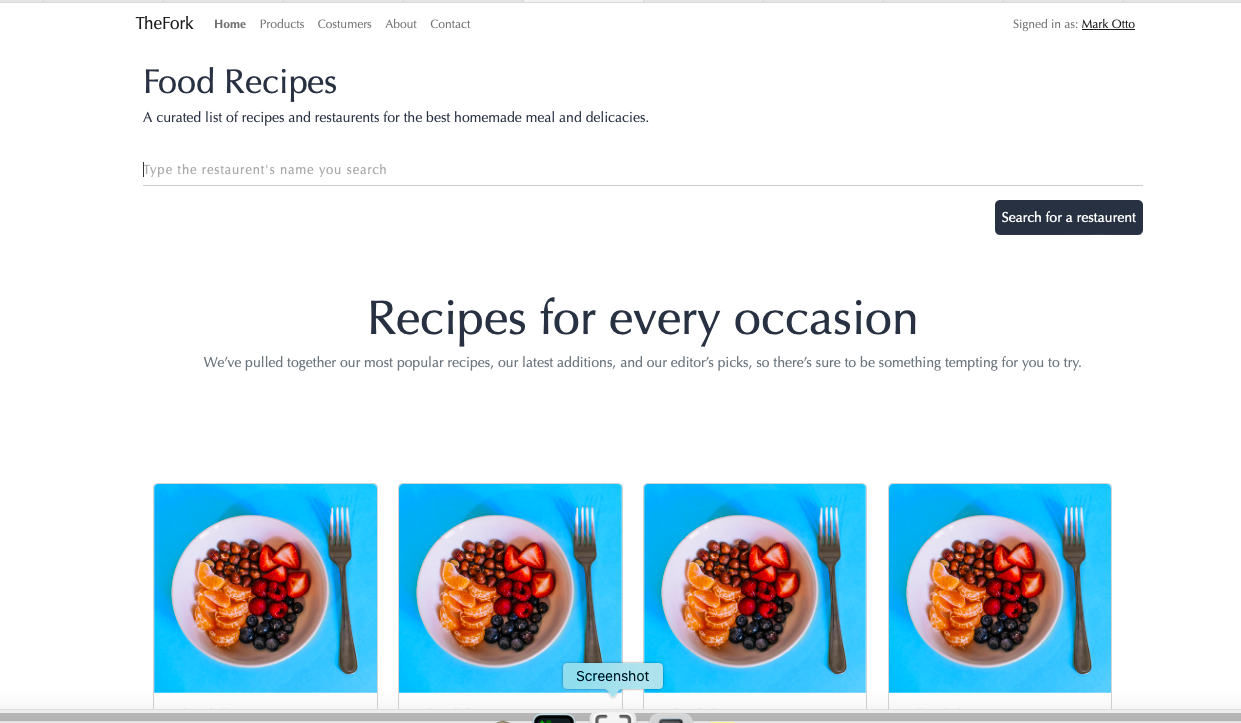 TheFork Home Products Costumers About Contact Signed in as: Mark Otto
Food Recipes
A curated list of recipes and restaurents for the best homemade meal and delicacies.
Type the restaurent's name you search
Search for a restaurent
Recipes for every occasion
We’ve pulled together our most popular recipes, our latest additions, and our editor’s picks, so there’s sure to be something tempting for you to try.
Screenshot